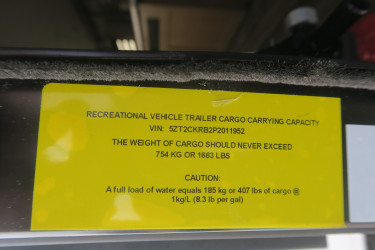 RECREATIONAL VEHICLE TRAILER CARGO CARRYING CAPACITY
VIN: 5ZT2CKRB2P2011952
THE WEIGHT OF CARGO SHOULD NEVER EXCEED
754 KG OR 1663 LBS
CAUTION:
A full load of water equals 185 kg or 407 lbs of cargo @
1kg/L (8.3 lb per gal)